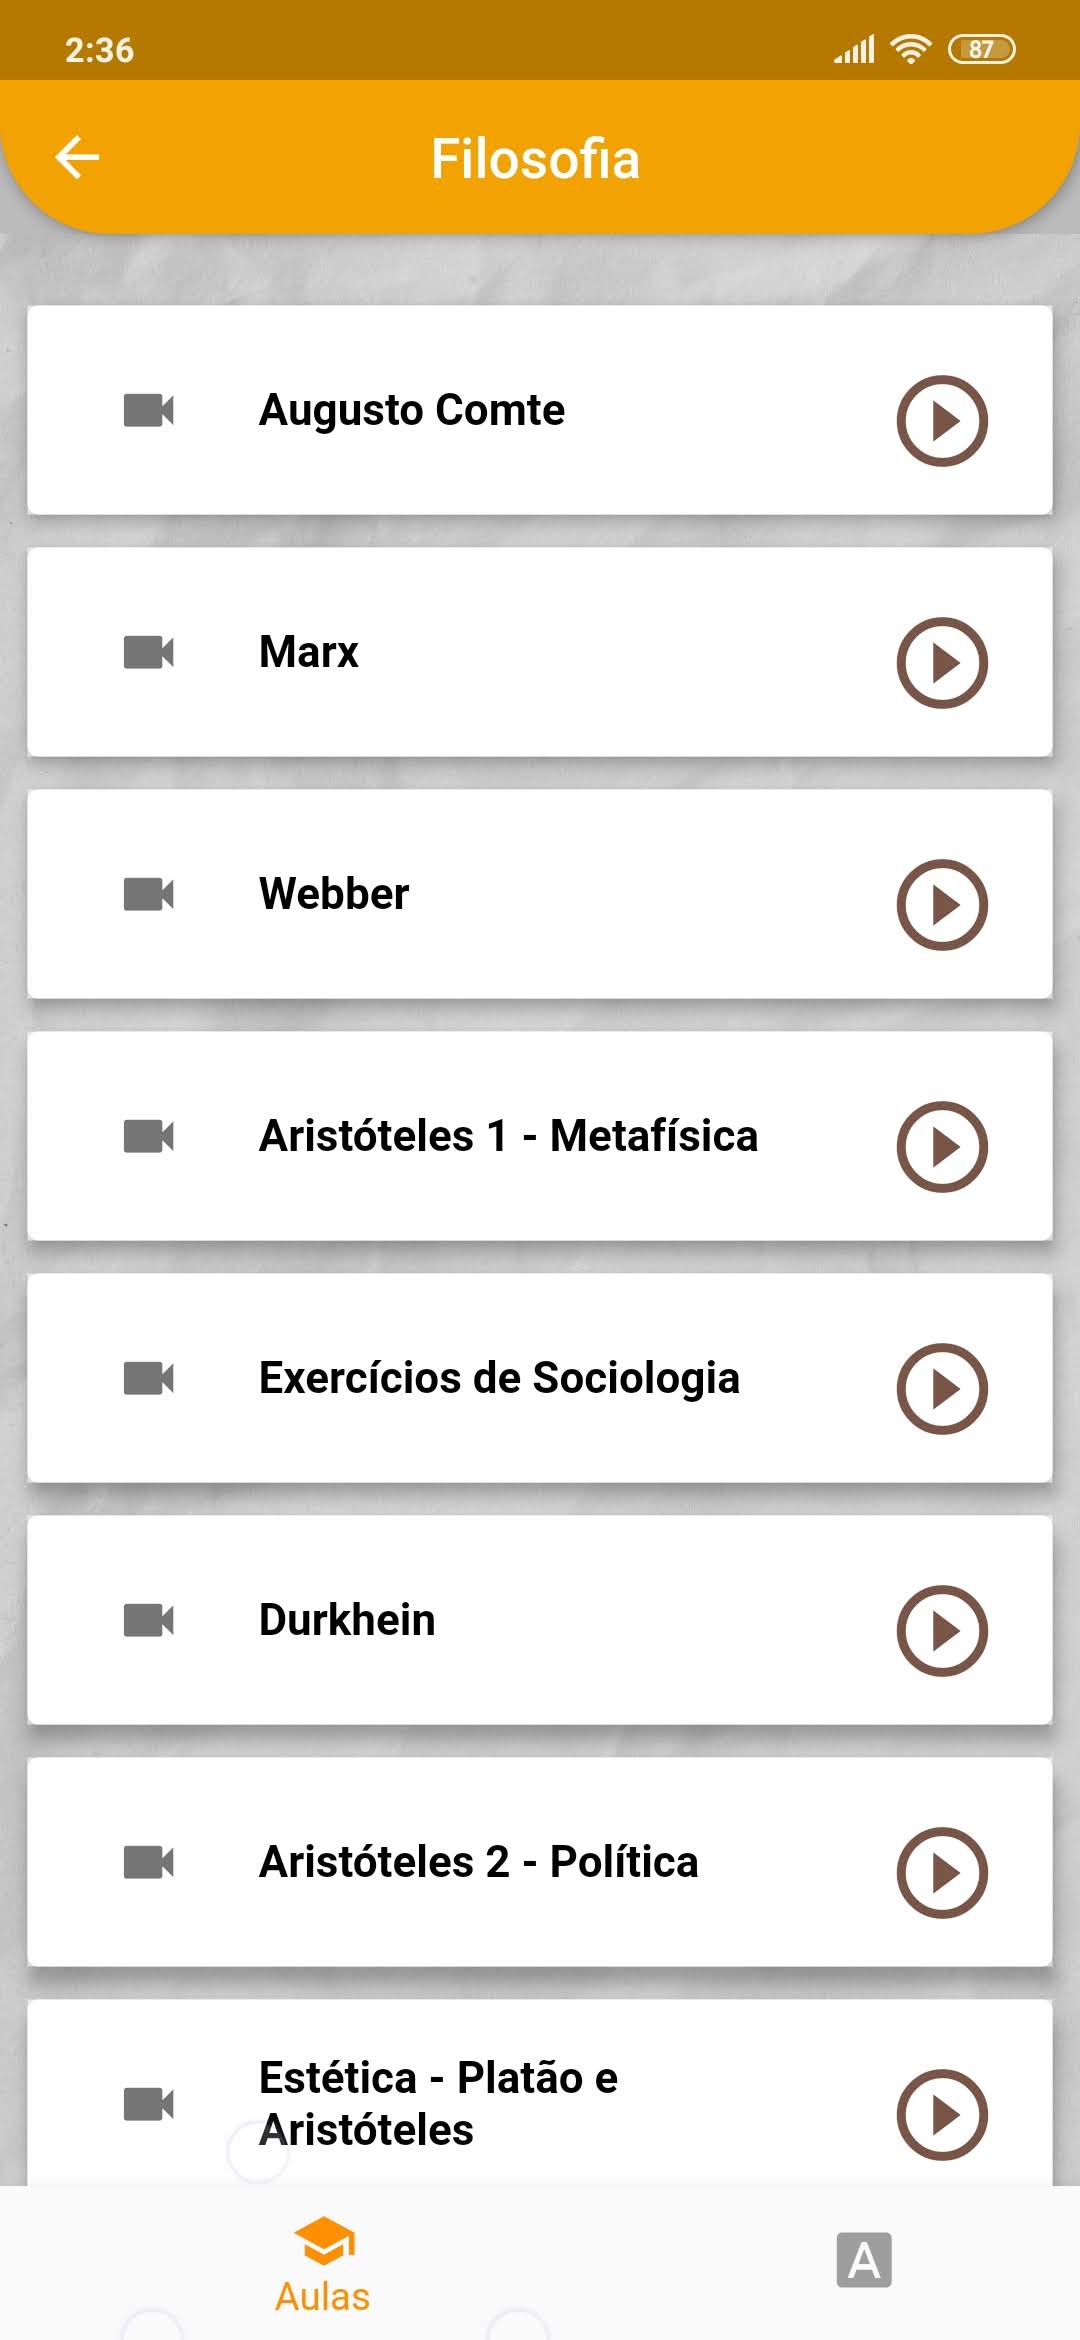 2:36
87
Filosofia
Augusto Comte
Marx
Webber
Aristóteles 1 - Metafísica
Exercícios de Sociologia
Durkhein
Aristóteles 2 - Política
Estética - Platão e
Aristóteles
Aulas
A